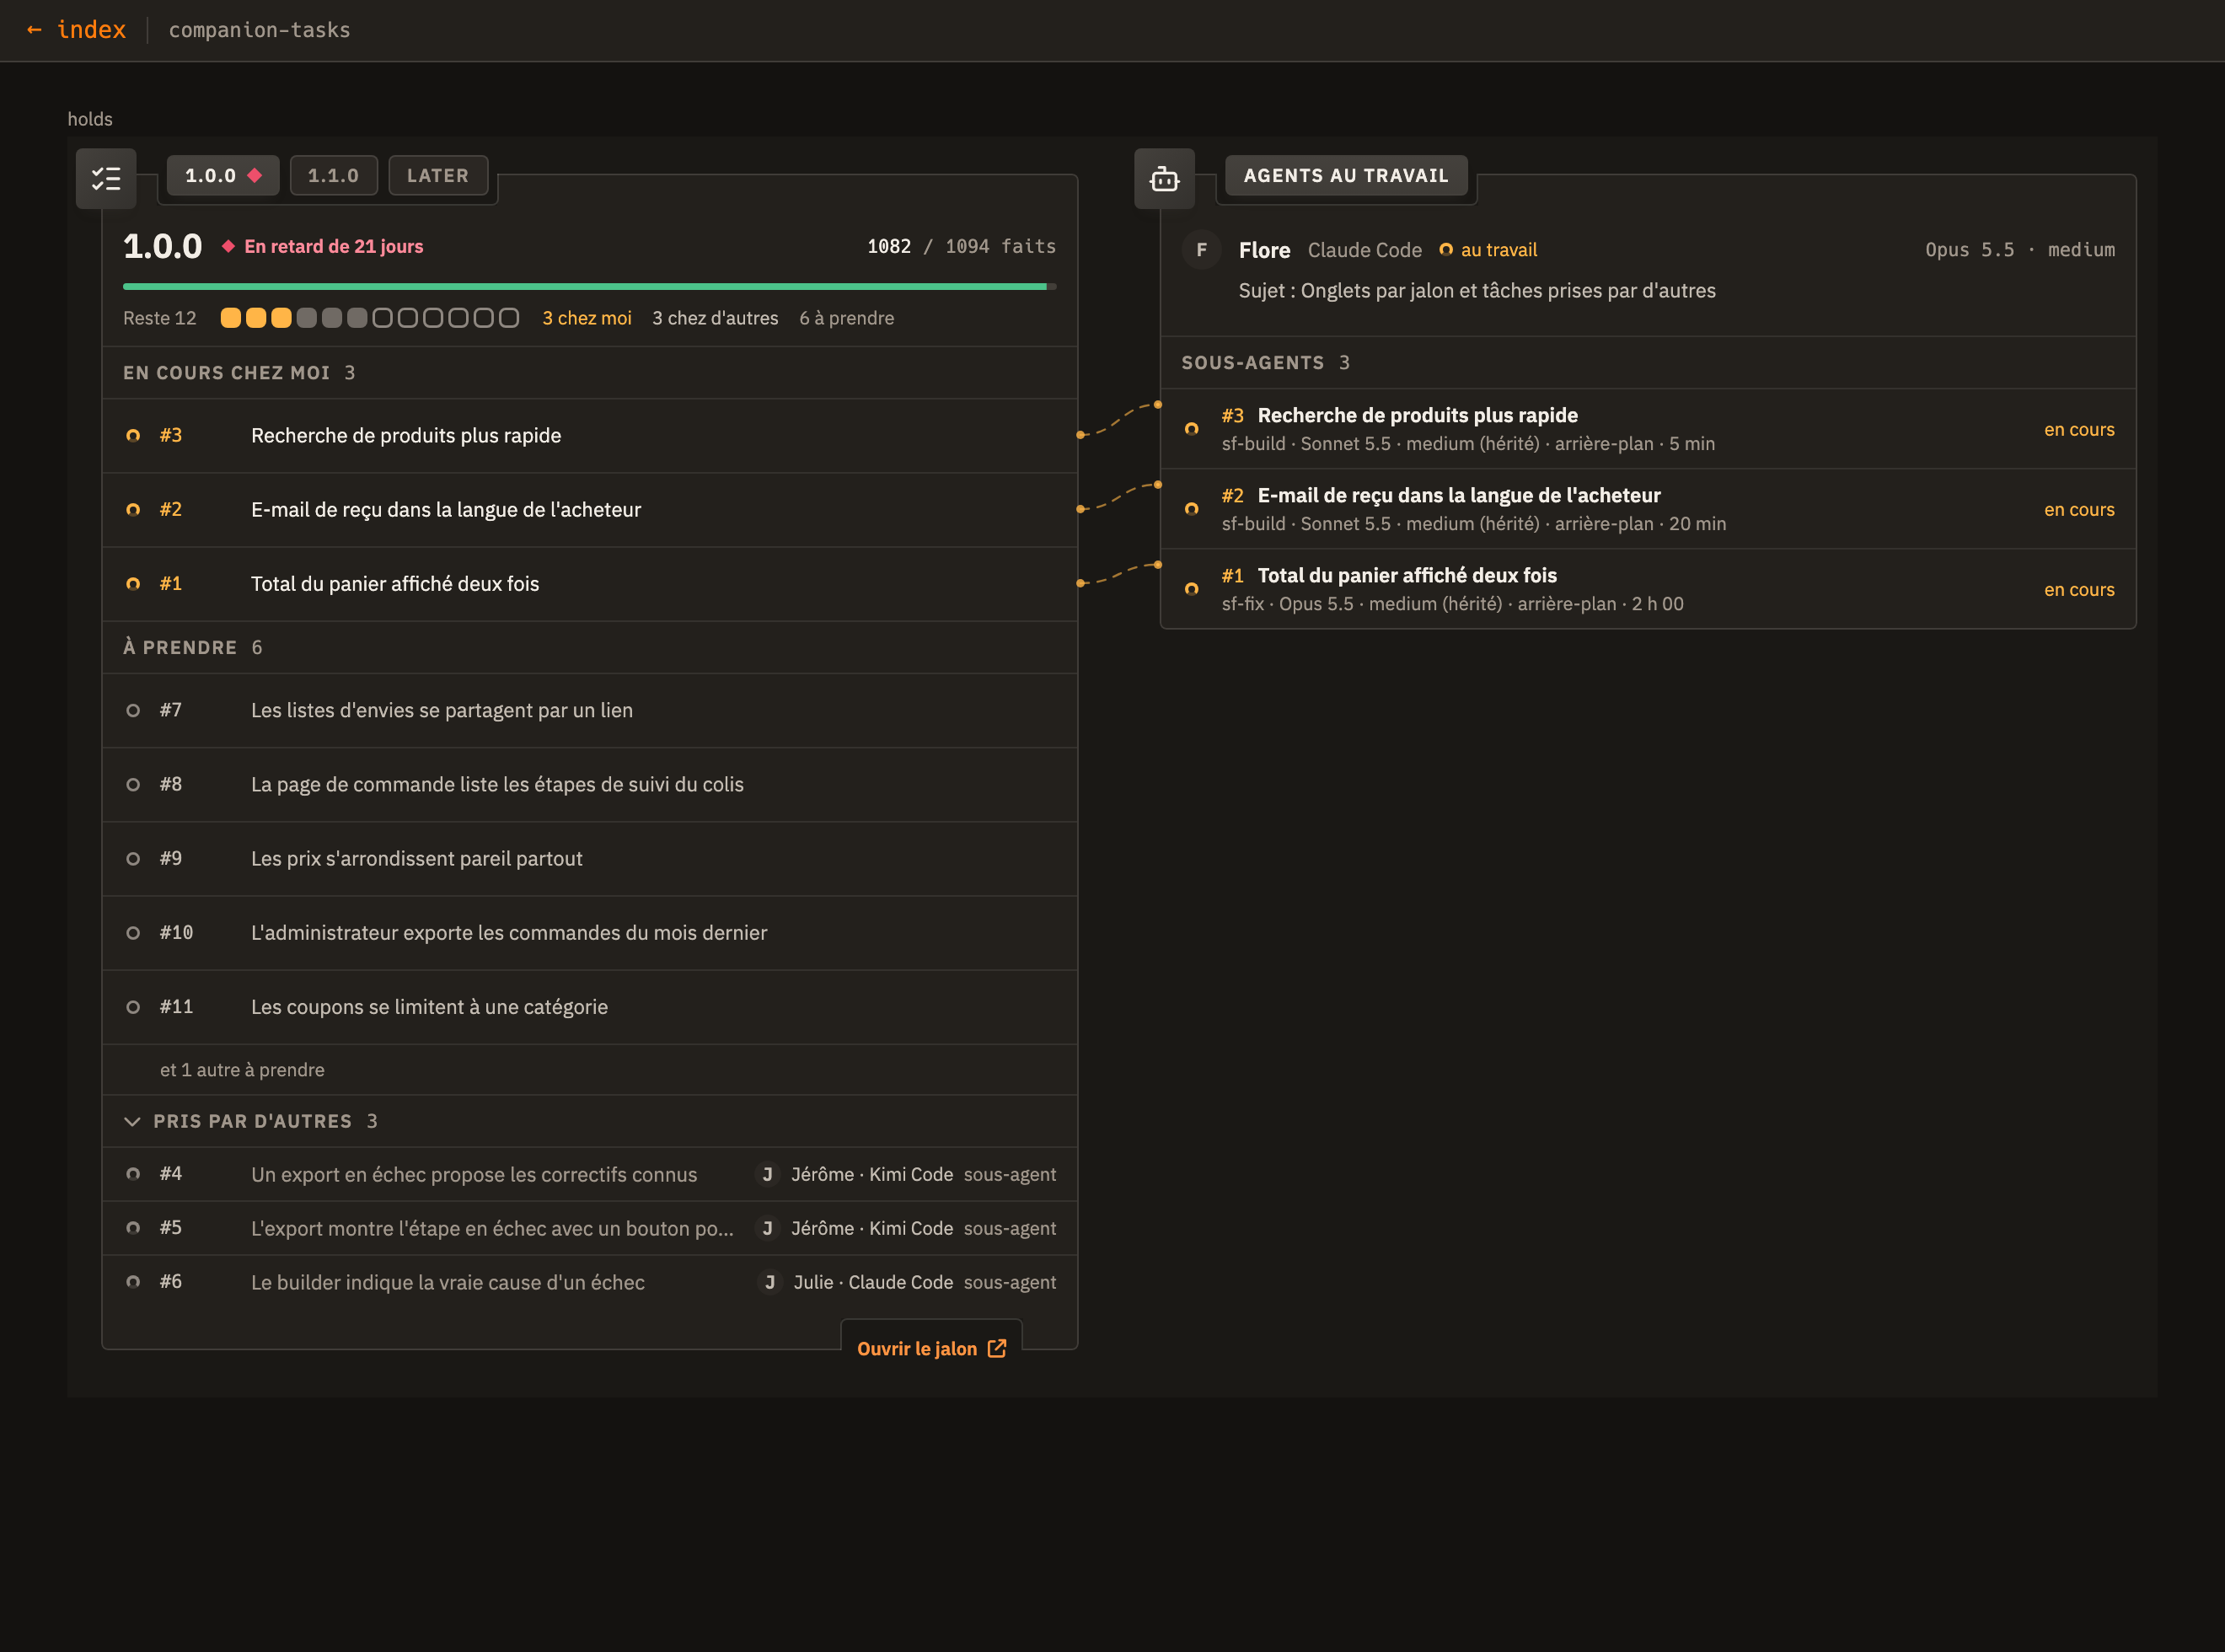 ← index
companion-tasks
holds
1.0.0
1.1.0
LATER
1.0.0 En retard de 21 jours 1082 / 1094 faits
Reste 12 3 chez moi 3 chez d'autres 6 à prendre
EN COURS CHEZ MOI 3
#3 Recherche de produits plus rapide
#2 E-mail de reçu dans la langue de l'acheteur
#1 Total du panier affiché deux fois
À PRENDRE 6
#7 Les listes d'envies se partagent par un lien
#8 La page de commande liste les étapes de suivi du colis
#9 Les prix s'arrondissent pareil partout
#10 L'administrateur exporte les commandes du mois dernier
#11 Les coupons se limitent à une catégorie
et 1 autre à prendre
PRIS PAR D'AUTRES 3
#4 Un export en échec propose les correctifs connus J Jérôme · Kimi Code sous-agent
#5 L'export montre l'étape en échec avec un bouton po... J Jérôme · Kimi Code sous-agent
#6 Le builder indique la vraie cause d'un échec J Julie · Claude Code sous-agent
Ouvrir le jalon
AGENTS AU TRAVAIL
F Flore Claude Code au travail Opus 5.5 · medium
Sujet : Onglets par jalon et tâches prises par d'autres
SOUS-AGENTS 3
#3 Recherche de produits plus rapide
sf-build · Sonnet 5.5 · medium (hérité) · arrière-plan · 5 min
en cours
#2 E-mail de reçu dans la langue de l'acheteur
sf-build · Sonnet 5.5 · medium (hérité) · arrière-plan · 20 min
en cours
#1 Total du panier affiché deux fois
sf-fix · Opus 5.5 · medium (hérité) · arrière-plan · 2 h 00
en cours